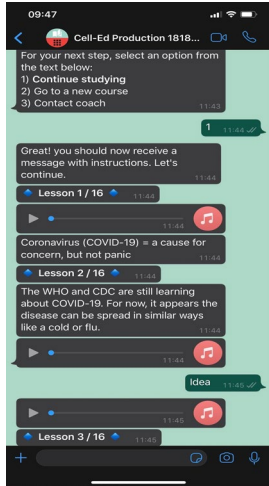 09:47
Cell-Ed Production 1818...
For your next step, select an option from
the text below:
1) Continue studying
2) Go to a new course
3) Contact coach
11:43
1 11:44
Great! you should now receive a
message with instructions. Let's
continue.
11:44
Lesson 1 / 16 11:44
Coronavirus (COVID-19) = a cause for
concern, but not panic
11:44
Lesson 2 / 16 11:44
The WHO and CDC are still learning
about COVID-19. For now, it appears the
disease can be spread in similar ways
like a cold or flu.
11:44
11:44
Idea 11:45
11:45
Lesson 3 / 16 11:45